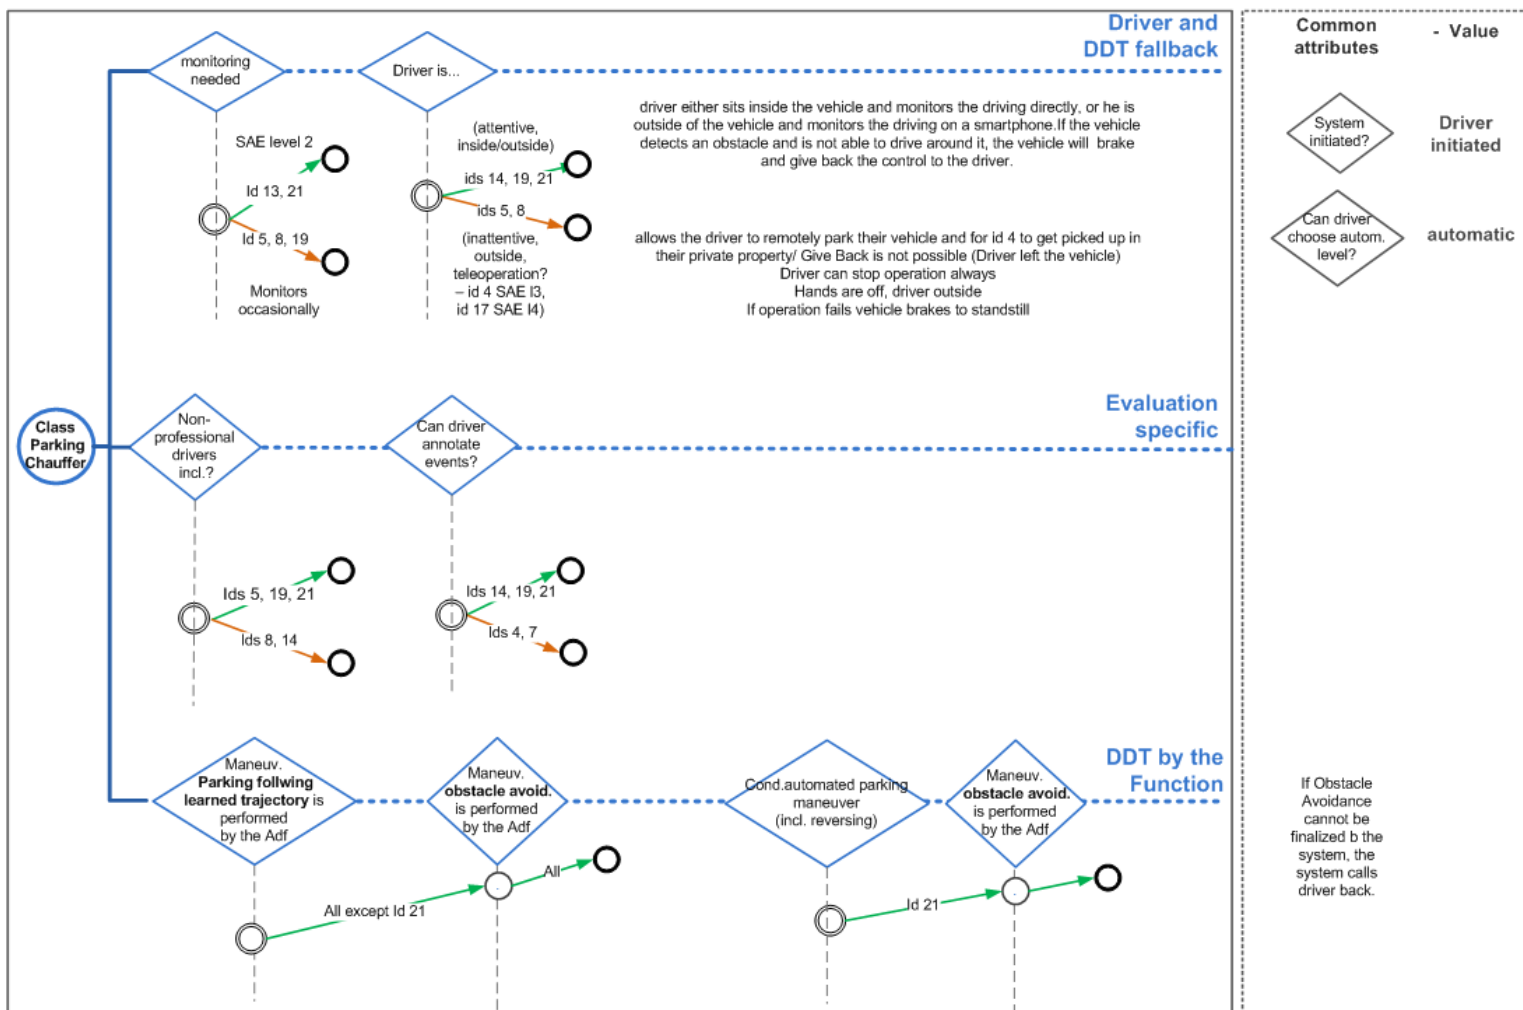 Driver and
DDT fallback
monitoring
needed
Driver is...
SAE level 2
Id 13, 21
Id 5, 8, 19
Monitors
occasionally
(attentive,
inside/outside)
ids 14, 19, 21
ids 5, 8
(inattentive,
outside,
teleoperation?
– id 4 SAE l3,
id 17 SAE l4)
driver either sits inside the vehicle and monitors the driving directly, or he is
outside of the vehicle and monitors the driving on a smartphone.If the vehicle
detects an obstacle and is not able to drive around it, the vehicle will brake
and give back the control to the driver.
allows the driver to remotely park their vehicle and for id 4 to get picked up in
their private property/ Give Back is not possible (Driver left the vehicle)
Driver can stop operation always
Hands are off, driver outside
If operation fails vehicle brakes to standstill
Class
Parking
Chauffer
Evaluation
specific
Non-
professional
drivers
incl.?
Can driver
annotate
events?
Ids 5, 19, 21
Ids 8, 14
Ids 14, 19, 21
Ids 4, 7
DDT by the
Function
Maneuv.
Parking follwing
learned trajectory is
performed
by the Adf
Maneuv.
obstacle avoid.
is performed
by the Adf
Cond.automated parking
maneuver
(incl. reversing)
Maneuv.
obstacle avoid.
is performed
by the Adf
All except Id 21
All
Id 21
Common
attributes
- Value
System
initiated?
Driver
initiated
Can driver
choose autom.
level?
automatic
If Obstacle
Avoidance
cannot be
finalized b the
system, the
system calls
driver back.